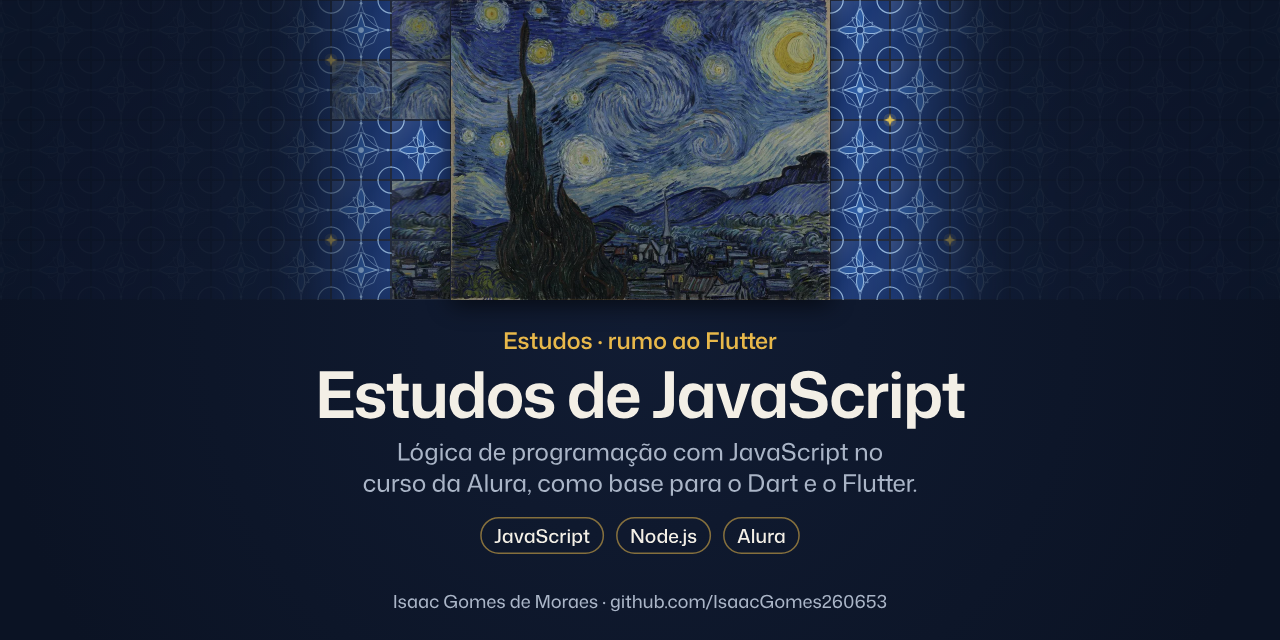 Estudos · rumo ao Flutter
Estudos de JavaScript
Lógica de programação com JavaScript no
curso da Alura, como base para o Dart e o Flutter.
JavaScript
Node.js
Alura
Isaac Gomes de Moraes · github.com/IsaacGomes260653